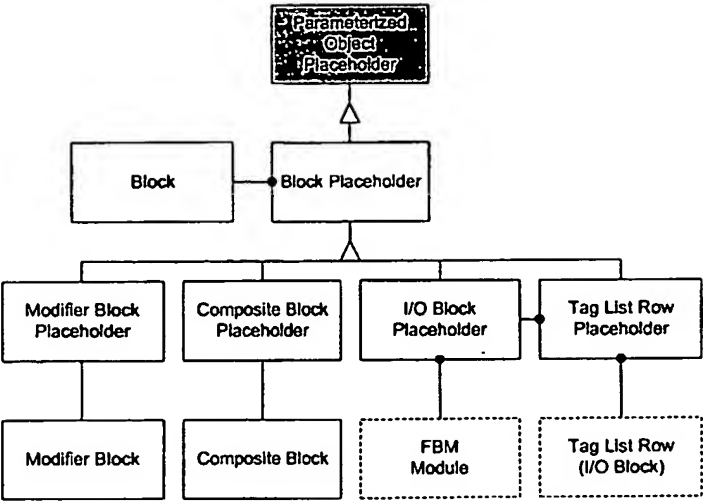 Parameterized
Object
Placeholder
Block
Block Placeholder
Modifier Block
Placeholder
Composite Block
Placeholder
I/O Block
Placeholder
Tag List Row
Placeholder
Modifier Block
Composite Block
FBM
Module
Tag List Row
(I/O Block)